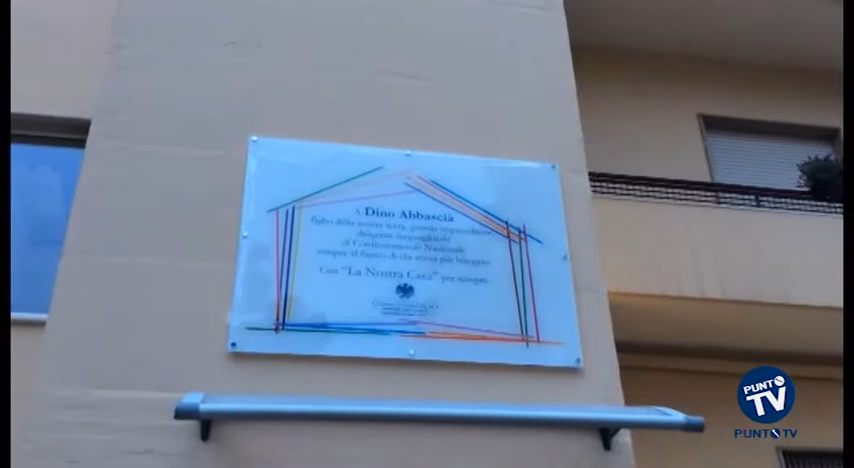 A Dino Abbascià
figlio della nostra terra, grande imprenditore
dirigente instancabile
di Confcommercio Nazionale
sempre al fianco di chi aveva più bisogno.
Con "La Nostra Casa" per sempre.
PUNTO
TV
PUNTO TV